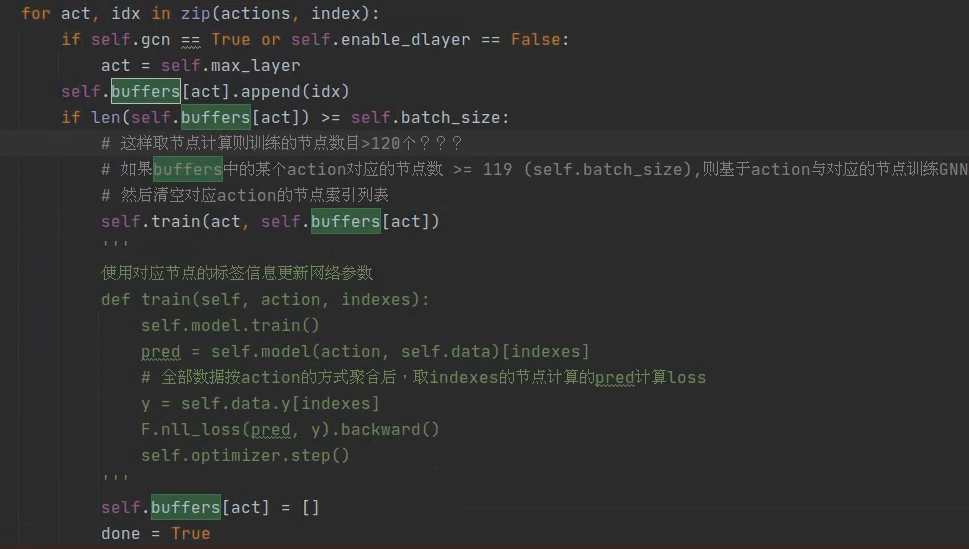 for act, idx in zip(actions, index):
    if self.gcn == True or self.enable_dlayer == False:
        act = self.max_layer
    self.buffers[act].append(idx)
    if len(self.buffers[act]) >= self.batch_size:
        # 这样取节点计算则训练的节点数目>120个？？？
        # 如果buffers中的某个action对应的节点数 >= 119 (self.batch_size),则基于action与对应的节点训练GNN
        # 然后清空对应action的节点索引列表
        self.train(act, self.buffers[act])
        '''
        使用对应节点的标签信息更新网络参数
        def train(self, action, indexes):
            self.model.train()
            pred = self.model(action, self.data)[indexes]
            # 全部数据按action的方式聚合后，取indexes的节点计算的pred计算loss
            y = self.data.y[indexes]
            F.nll_loss(pred, y).backward()
            self.optimizer.step()
        '''
        self.buffers[act] = []
        done = True